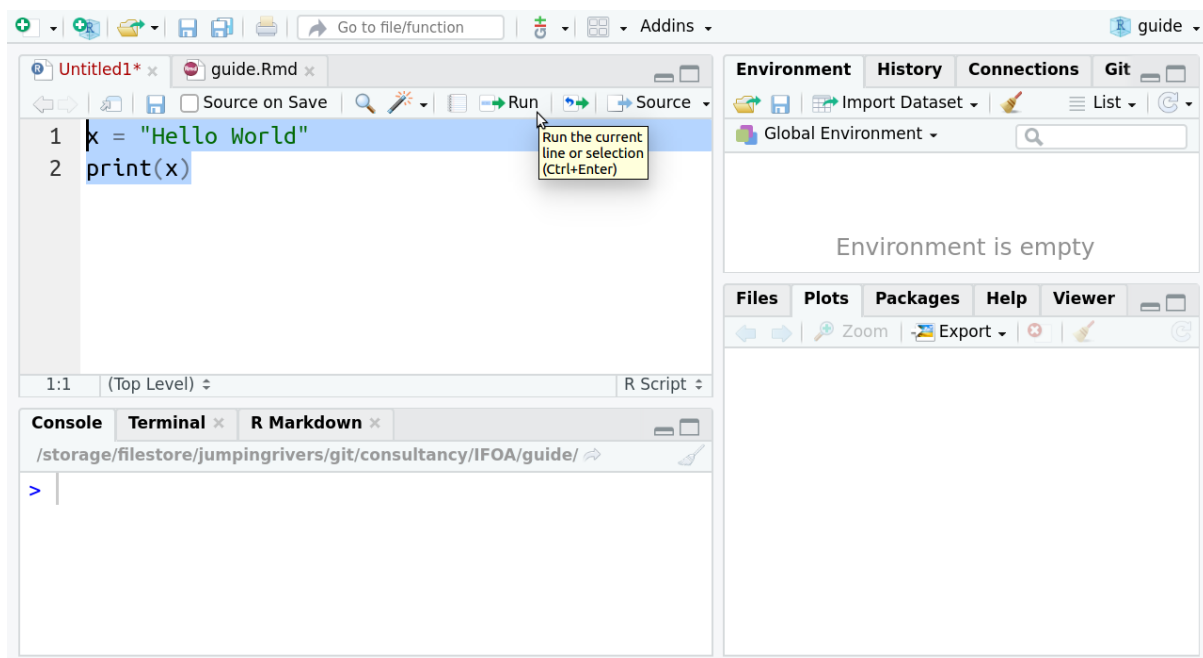 Go to file/function
Addins
guide
Untitled1*
guide.Rmd
Source on Save
Run
Source
1 x = "Hello World"
2 print(x)
Run the current
line or selection
(Ctrl+Enter)
1:1 (Top Level)
R Script
Console Terminal R Markdown
/storage/filestore/jumpingrivers/git/consultancy/IFOA/guide/
>
Environment History Connections Git
Import Dataset
List
Global Environment
Environment is empty
Files Plots Packages Help Viewer
Zoom
Export